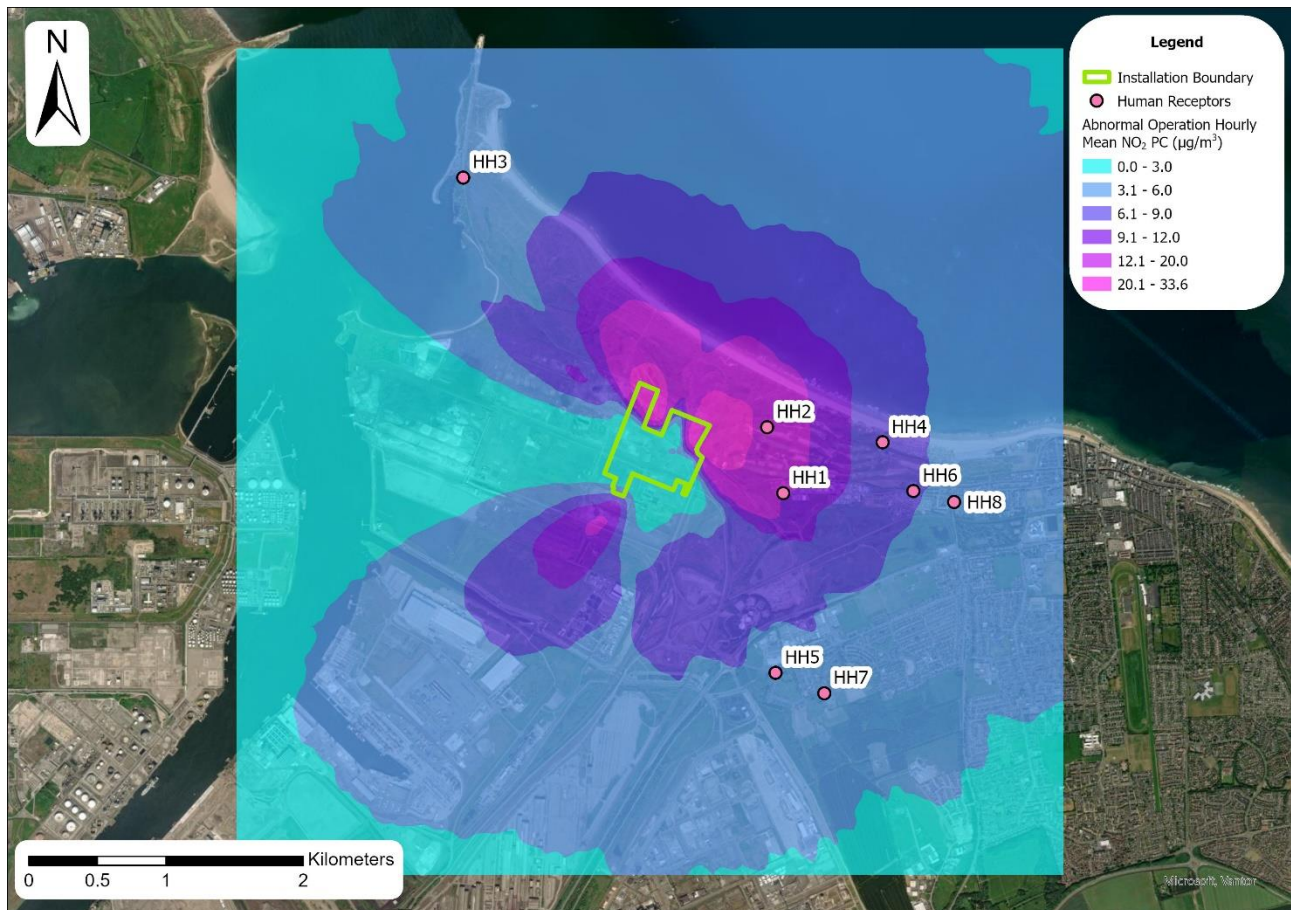 N
Legend
Installation Boundary
Human Receptors
Abnormal Operation Hourly
Mean NO₂ PC (µg/m³)
0.0 - 3.0
3.1 - 6.0
6.1 - 9.0
9.1 - 12.0
12.1 - 20.0
20.1 - 33.6
HH3
HH2
HH4
HH1
HH6
HH8
HH5
HH7
Kilometers
0 0.5 1 2
Microsoft, Vantor